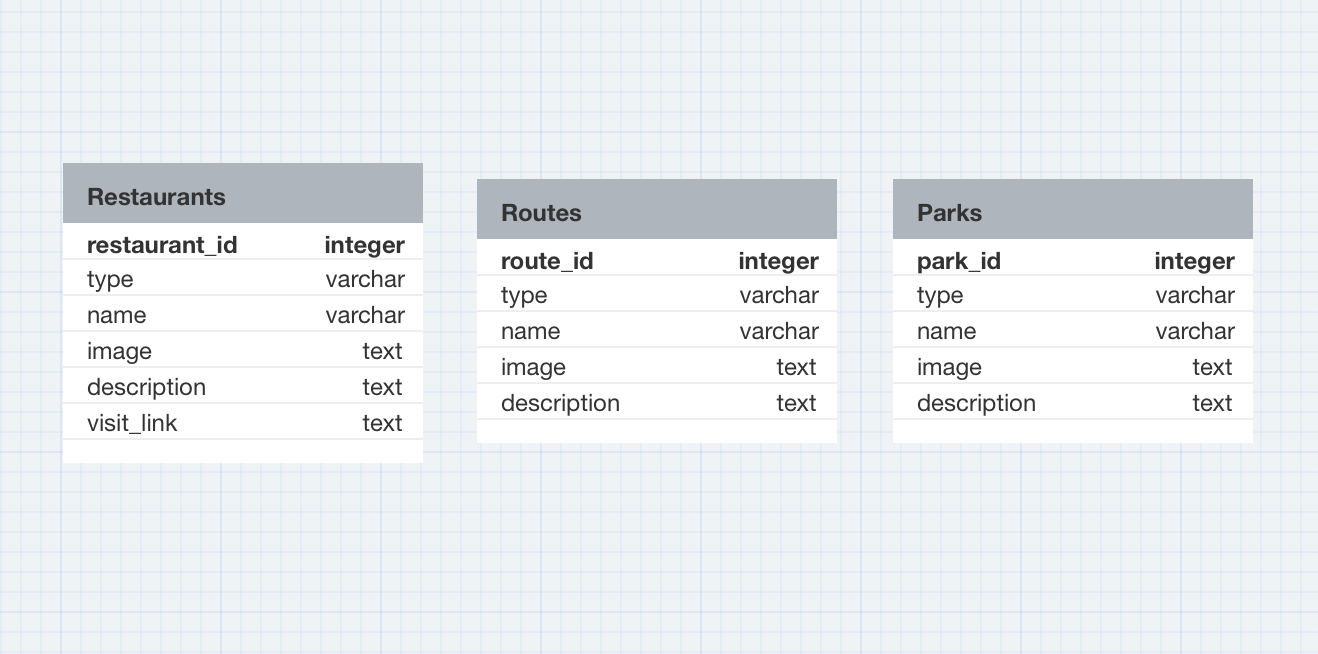 Restaurants
restaurant_id integer
type varchar
name varchar
image text
description text
visit_link text
Routes
route_id integer
type varchar
name varchar
image text
description text
Parks
park_id integer
type varchar
name varchar
image text
description text